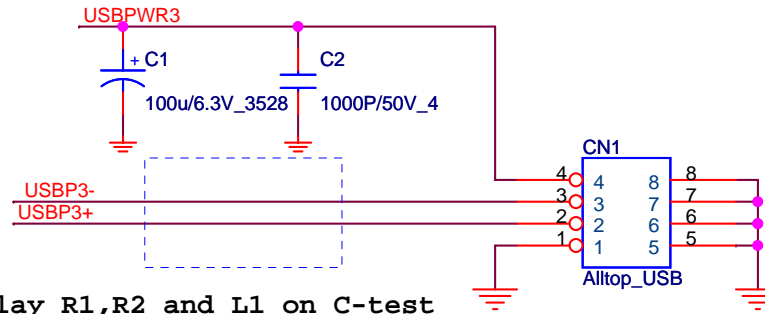 USBPWR3
+ C1
100u/6.3V_3528
C2
1000P/50V_4
USBP3-
USBP3+
CN1
4 4 8 8
3 3 7 7
2 2 6 6
1 1 5 5
Alltop_USB
lay R1,R2 and L1 on C-test